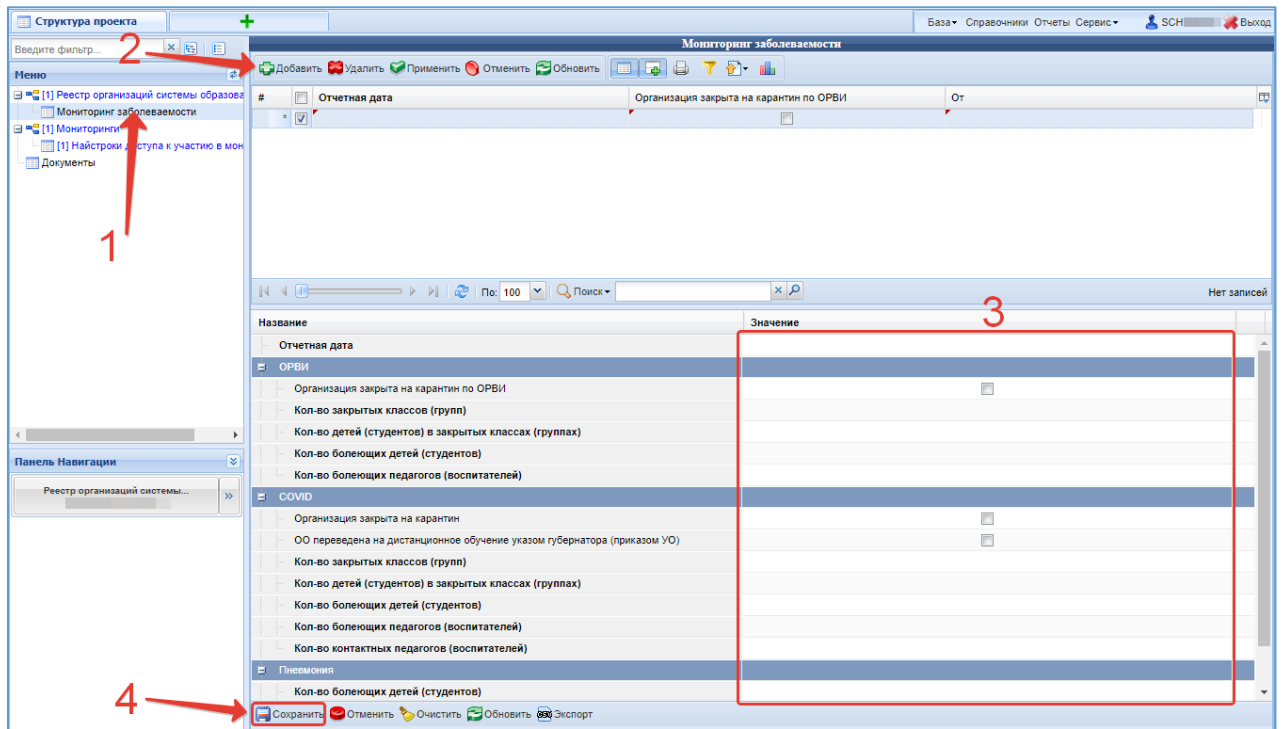 Структура проекта
База Справочники Отчеты Сервис SCH Выход
Введите фильтр...
2
Мониторинг заболеваемости
Меню
Добавить Удалить Применить Отменить Обновить
[1] Реестр организаций системы образова
Мониторинг заболеваемости
[1] Мониторинги
[1] Найстроки доступа к участию в мон
Документы
1
# Отчетная дата Организация закрыта на карантин по ОРВИ От
*
По: 100 Поиск
Нет записей
3
Панель Навигации
Реестр организаций системы...
Название Значение
Отчетная дата
ОРВИ
Организация закрыта на карантин по ОРВИ
Кол-во закрытых классов (групп)
Кол-во детей (студентов) в закрытых классах (группах)
Кол-во болеющих детей (студентов)
Кол-во болеющих педагогов (воспитателей)
COVID
Организация закрыта на карантин
ОО переведена на дистанционное обучение указом губернатора (приказом УО)
Кол-во закрытых классов (групп)
Кол-во детей (студентов) в закрытых классах (группах)
Кол-во болеющих детей (студентов)
Кол-во болеющих педагогов (воспитателей)
Кол-во контактных педагогов (воспитателей)
Пневмония
Кол-во болеющих детей (студентов)
4
Сохранить Отменить Очистить Обновить Экспорт